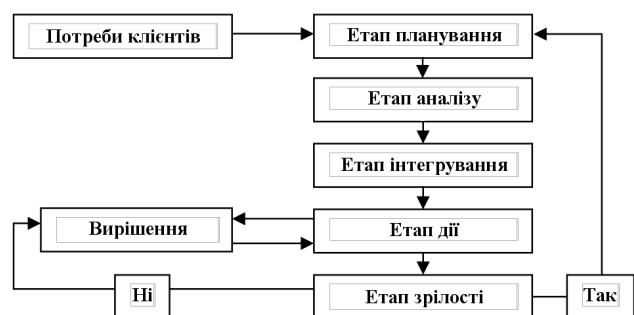 Потреби клієнтів
Етап планування
Етап аналізу
Етап інтегрування
Вирішення
Етап дії
Ні
Етап зрілості
Так